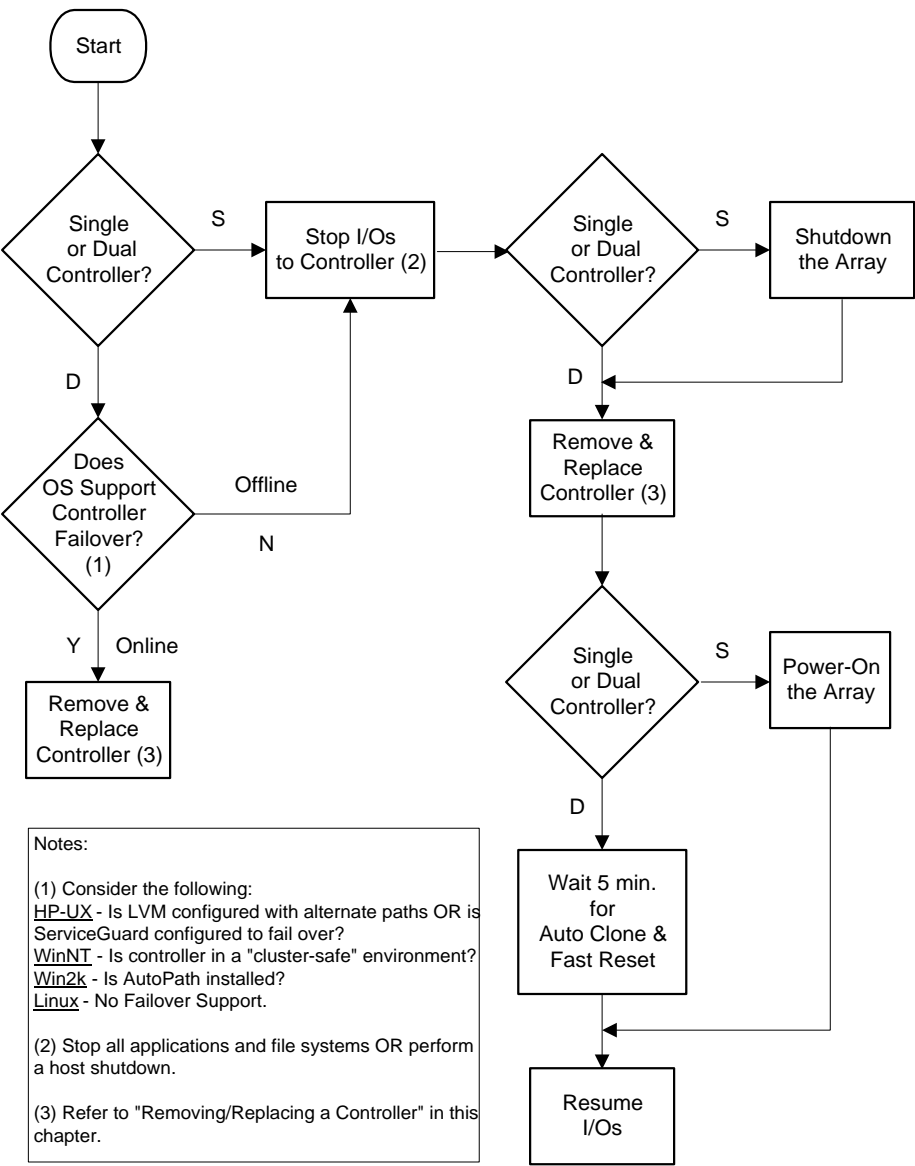 Start
Single
or Dual
Controller?
S
Stop I/Os
to Controller (2)
Single
or Dual
Controller?
S
Shutdown
the Array
D
Does
OS Support
Controller
Failover?
(1)
Offline
N
D
Remove &
Replace
Controller (3)
Y
Online
Remove &
Replace
Controller (3)
Single
or Dual
Controller?
S
Power-On
the Array
D
Wait 5 min.
for
Auto Clone &
Fast Reset
Resume
I/Os
Notes:
(1) Consider the following:
HP-UX - Is LVM configured with alternate paths OR is
ServiceGuard configured to fail over?
WinNT - Is controller in a "cluster-safe" environment?
Win2k - Is AutoPath installed?
Linux - No Failover Support.
(2) Stop all applications and file systems OR perform
a host shutdown.
(3) Refer to "Removing/Replacing a Controller" in this
chapter.